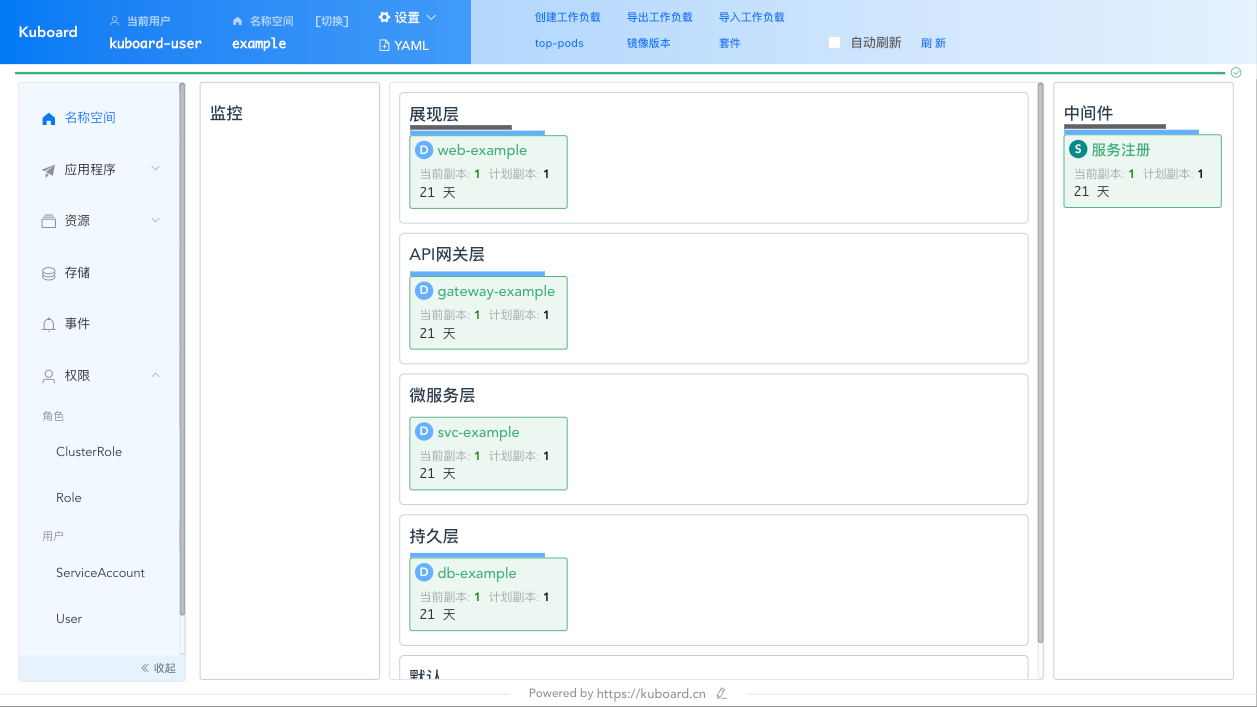 Kuboard
当前用户
kuboard-user
名称空间 [切换]
example
设置
YAML
创建工作负载 导出工作负载 导入工作负载
top-pods 镜像版本 套件
自动刷新 刷 新
名称空间
应用程序
资源
存储
事件
权限
角色
ClusterRole
Role
用户
ServiceAccount
User
收起
监控
展现层
D web-example
当前副本: 1 计划副本: 1
21 天
API网关层
D gateway-example
当前副本: 1 计划副本: 1
21 天
微服务层
D svc-example
当前副本: 1 计划副本: 1
21 天
持久层
D db-example
当前副本: 1 计划副本: 1
21 天
默认
中间件
S 服务注册
当前副本: 1 计划副本: 1
21 天
Powered by https://kuboard.cn